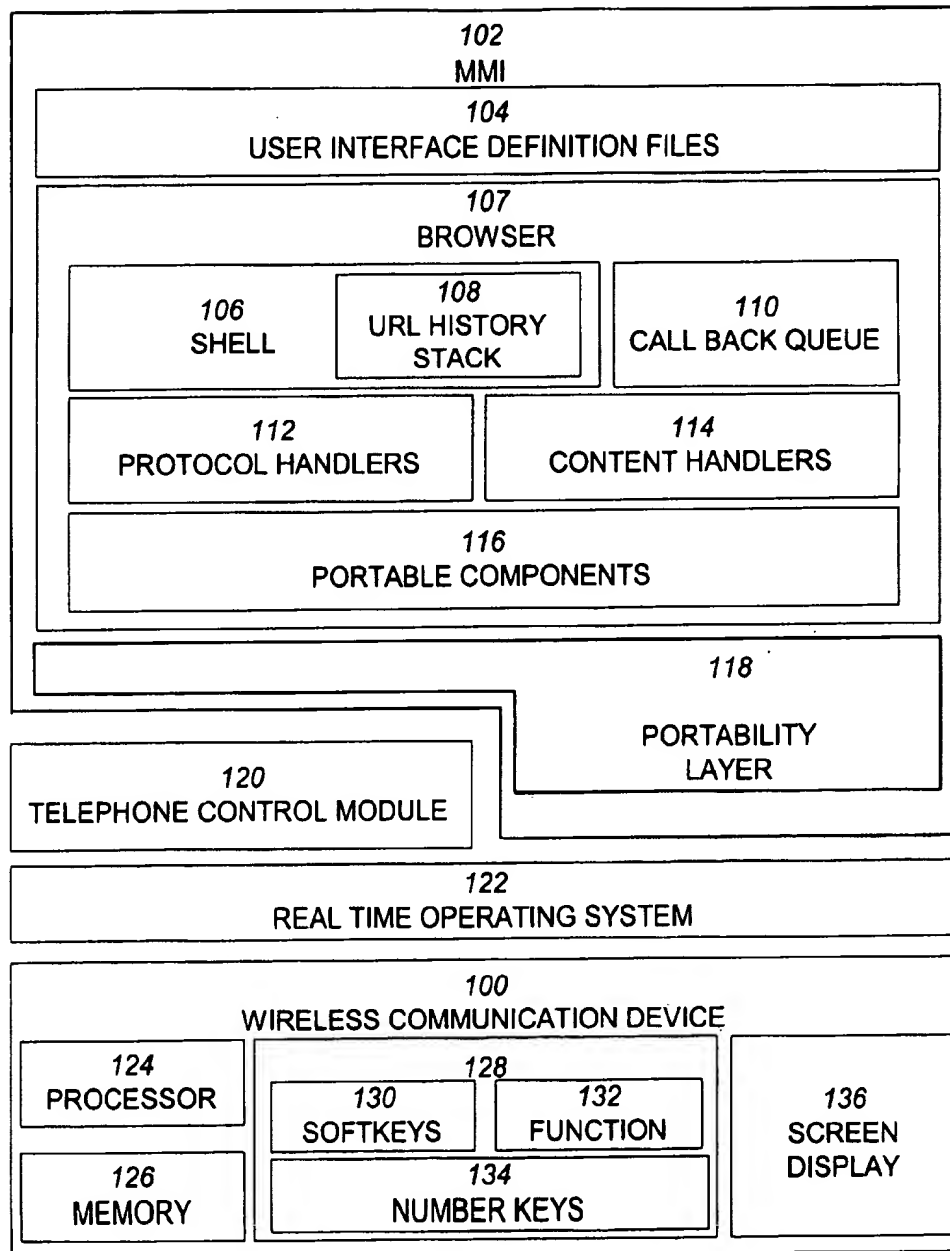 102
MMI
104
USER INTERFACE DEFINITION FILES
107
BROWSER
106
SHELL
108
URL HISTORY
STACK
110
CALL BACK QUEUE
112
PROTOCOL HANDLERS
114
CONTENT HANDLERS
116
PORTABLE COMPONENTS
118
PORTABILITY
LAYER
120
TELEPHONE CONTROL MODULE
122
REAL TIME OPERATING SYSTEM
100
WIRELESS COMMUNICATION DEVICE
124
PROCESSOR
126
MEMORY
128
130
SOFTKEYS
132
FUNCTION
134
NUMBER KEYS
136
SCREEN
DISPLAY